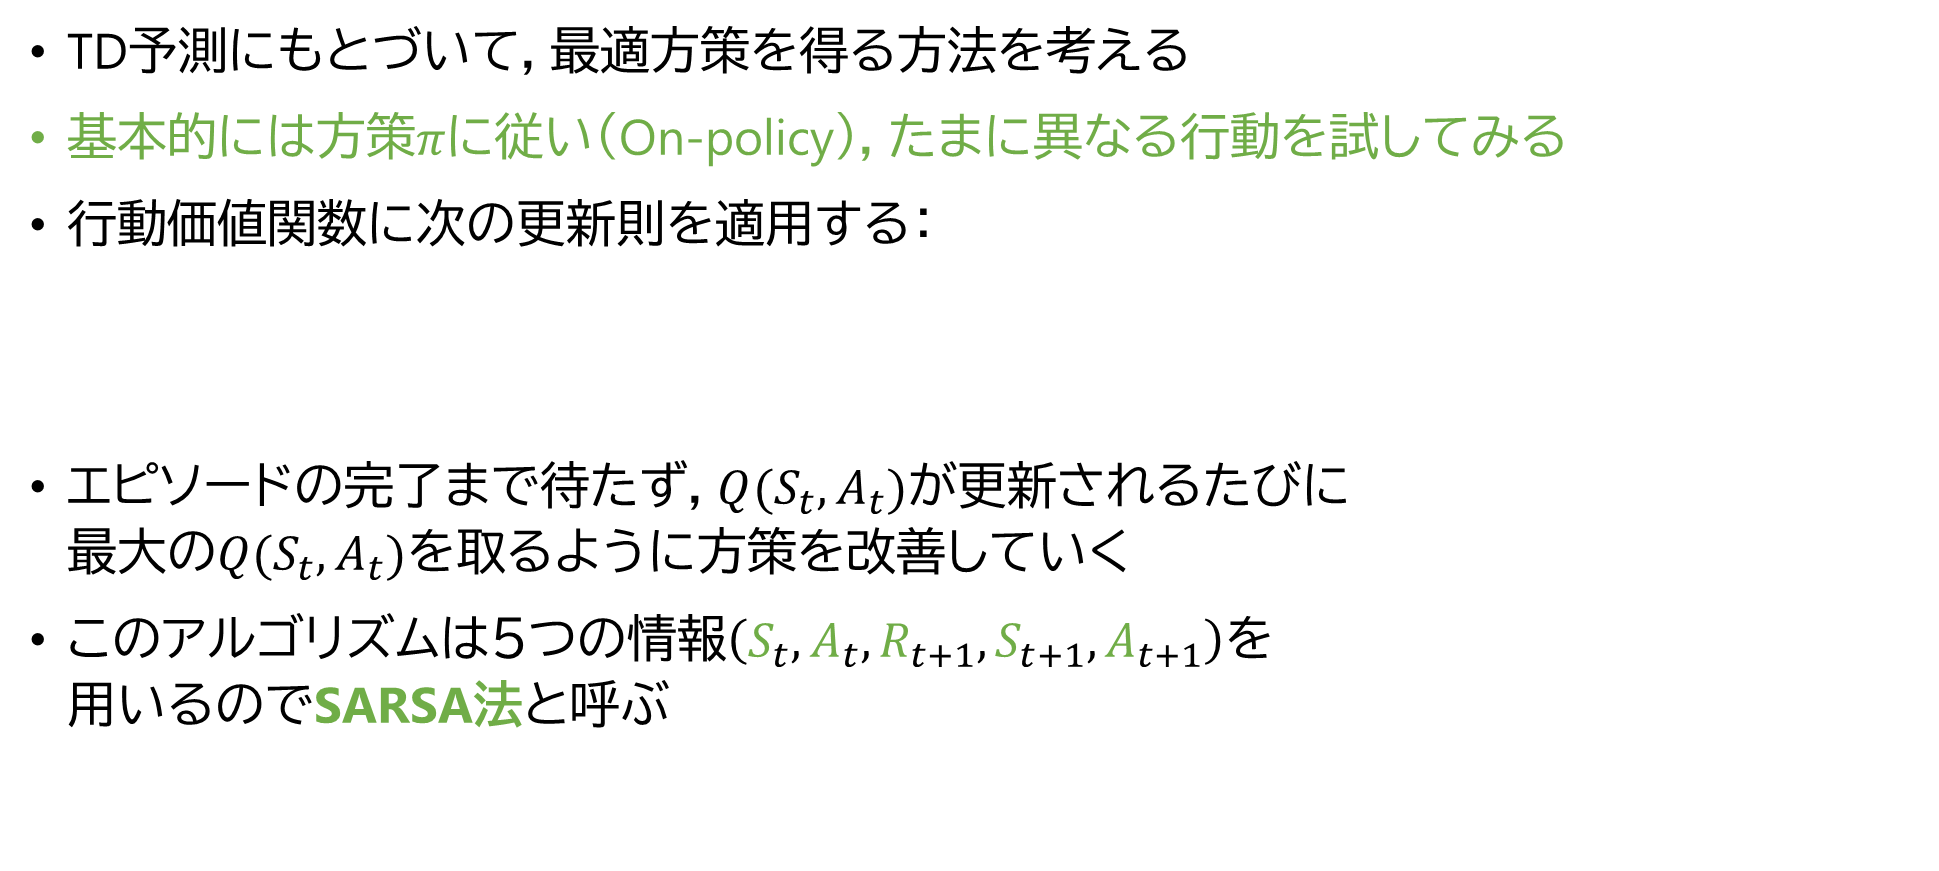 • TD予測にもとづいて，最適方策を得る方法を考える
• 基本的には方策πに従い（On-policy），たまに異なる行動を試してみる
• 行動価値関数に次の更新則を適用する：
• エピソードの完了まで待たず，Q(S_t, A_t)が更新されるたびに
最大のQ(S_t, A_t)を取るように方策を改善していく
• このアルゴリズムは５つの情報(S_t, A_t, R_{t+1}, S_{t+1}, A_{t+1})を
用いるのでSARSA法と呼ぶ